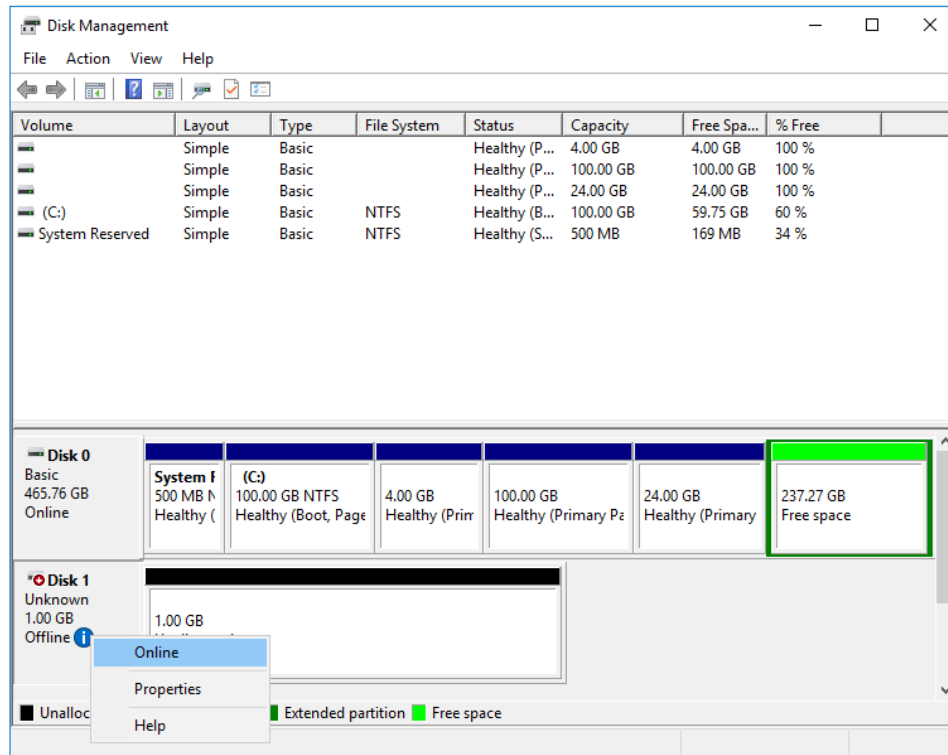 Disk Management
File Action View Help
Volume Layout Type File System Status Capacity Free Spa... % Free
Simple Basic Healthy (P... 4.00 GB 4.00 GB 100 %
Simple Basic Healthy (P... 100.00 GB 100.00 GB 100 %
Simple Basic Healthy (P... 24.00 GB 24.00 GB 100 %
(C:) Simple Basic NTFS Healthy (B... 100.00 GB 59.75 GB 60 %
System Reserved Simple Basic NTFS Healthy (S... 500 MB 169 MB 34 %
Disk 0
Basic
465.76 GB
Online
System
500 MB
Healthy (
(C:)
100.00 GB NTFS
Healthy (Boot, Page
4.00 GB
Healthy (Prim
100.00 GB
Healthy (Primary Pa
24.00 GB
Healthy (Primary
237.27 GB
Free space
Disk 1
Unknown
1.00 GB
Offline
1.00 GB
Online
Properties
Help
Unalloc
Extended partition Free space